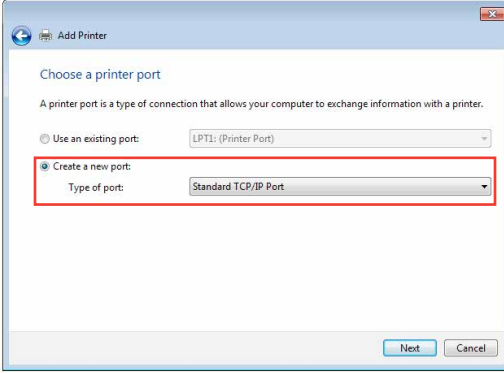 Add Printer
Choose a printer port
A printer port is a type of connection that allows your computer to exchange information with a printer.
Use an existing port: LPT1: (Printer Port)
Create a new port:
Type of port: Standard TCP/IP Port
Next Cancel